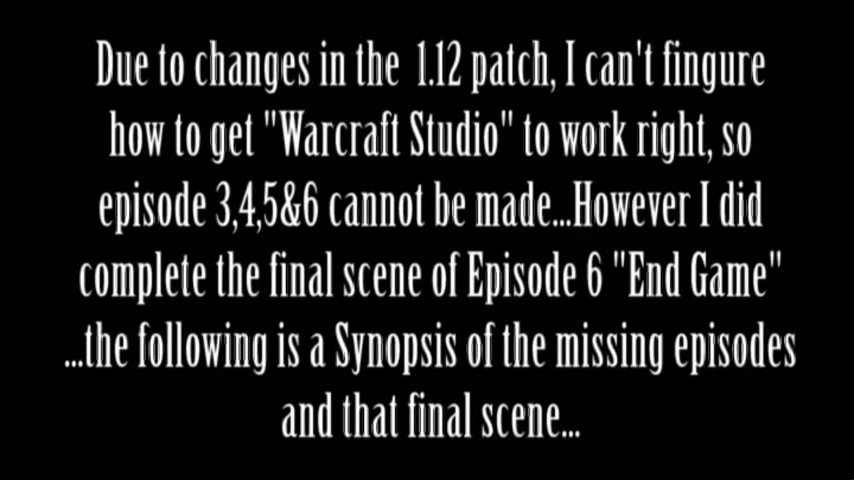 Due to changes in the 1.12 patch, I can't fingure
how to get "Warcraft Studio" to work right, so
episode 3,4,5&6 cannot be made...However I did
complete the final scene of Episode 6 "End Game"
...the following is a Synopsis of the missing episodes
and that final scene...